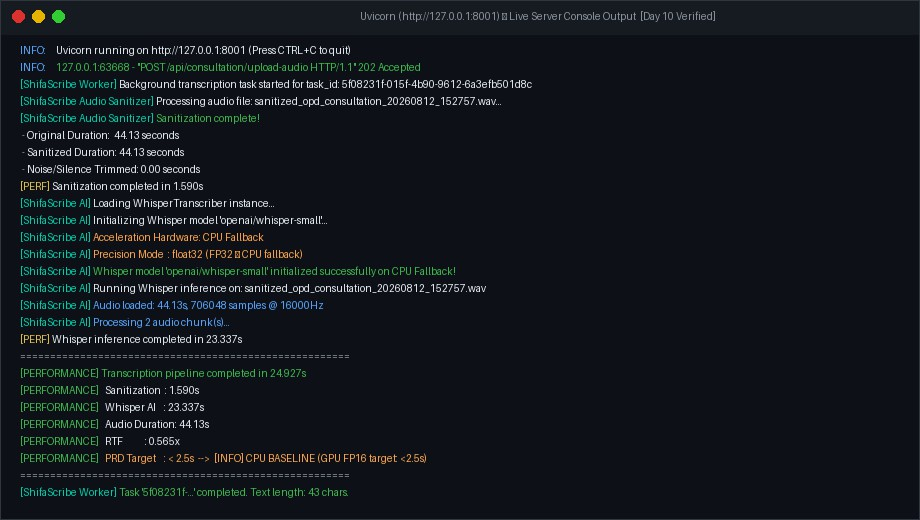 Uvicorn (http://127.0.0.1:8001) ▯ Live Server Console Output [Day 10 Verified]
INFO: Uvicorn running on http://127.0.0.1:8001 (Press CTRL+C to quit)
INFO: 127.0.0.1:63668 - "POST /api/consultation/upload-audio HTTP/1.1" 202 Accepted
[ShifaScribe Worker] Background transcription task started for task_id: 5f08231f-015f-4b90-9612-6a3efb501d8c
[ShifaScribe Audio Sanitizer] Processing audio file: sanitized_opd_consultation_20260812_152757.wav...
[ShifaScribe Audio Sanitizer] Sanitization complete!
- Original Duration: 44.13 seconds
- Sanitized Duration: 44.13 seconds
- Noise/Silence Trimmed: 0.00 seconds
[PERF] Sanitization completed in 1.590s
[ShifaScribe AI] Loading WhisperTranscriber instance...
[ShifaScribe AI] Initializing Whisper model 'openai/whisper-small'...
[ShifaScribe AI] Acceleration Hardware: CPU Fallback
[ShifaScribe AI] Precision Mode : float32 (FP32 ▯ CPU fallback)
[ShifaScribe AI] Whisper model 'openai/whisper-small' initialized successfully on CPU Fallback!
[ShifaScribe AI] Running Whisper inference on: sanitized_opd_consultation_20260812_152757.wav
[ShifaScribe AI] Audio loaded: 44.13s, 706048 samples @ 16000Hz
[ShifaScribe AI] Processing 2 audio chunk(s)...
[PERF] Whisper inference completed in 23.337s
=======================================================
[PERFORMANCE] Transcription pipeline completed in 24.927s
[PERFORMANCE] Sanitization : 1.590s
[PERFORMANCE] Whisper AI : 23.337s
[PERFORMANCE] Audio Duration: 44.13s
[PERFORMANCE] RTF : 0.565x
[PERFORMANCE] PRD Target : < 2.5s --> [INFO] CPU BASELINE (GPU FP16 target: <2.5s)
=======================================================
[ShifaScribe Worker] Task '5f08231f-...' completed. Text length: 43 chars.